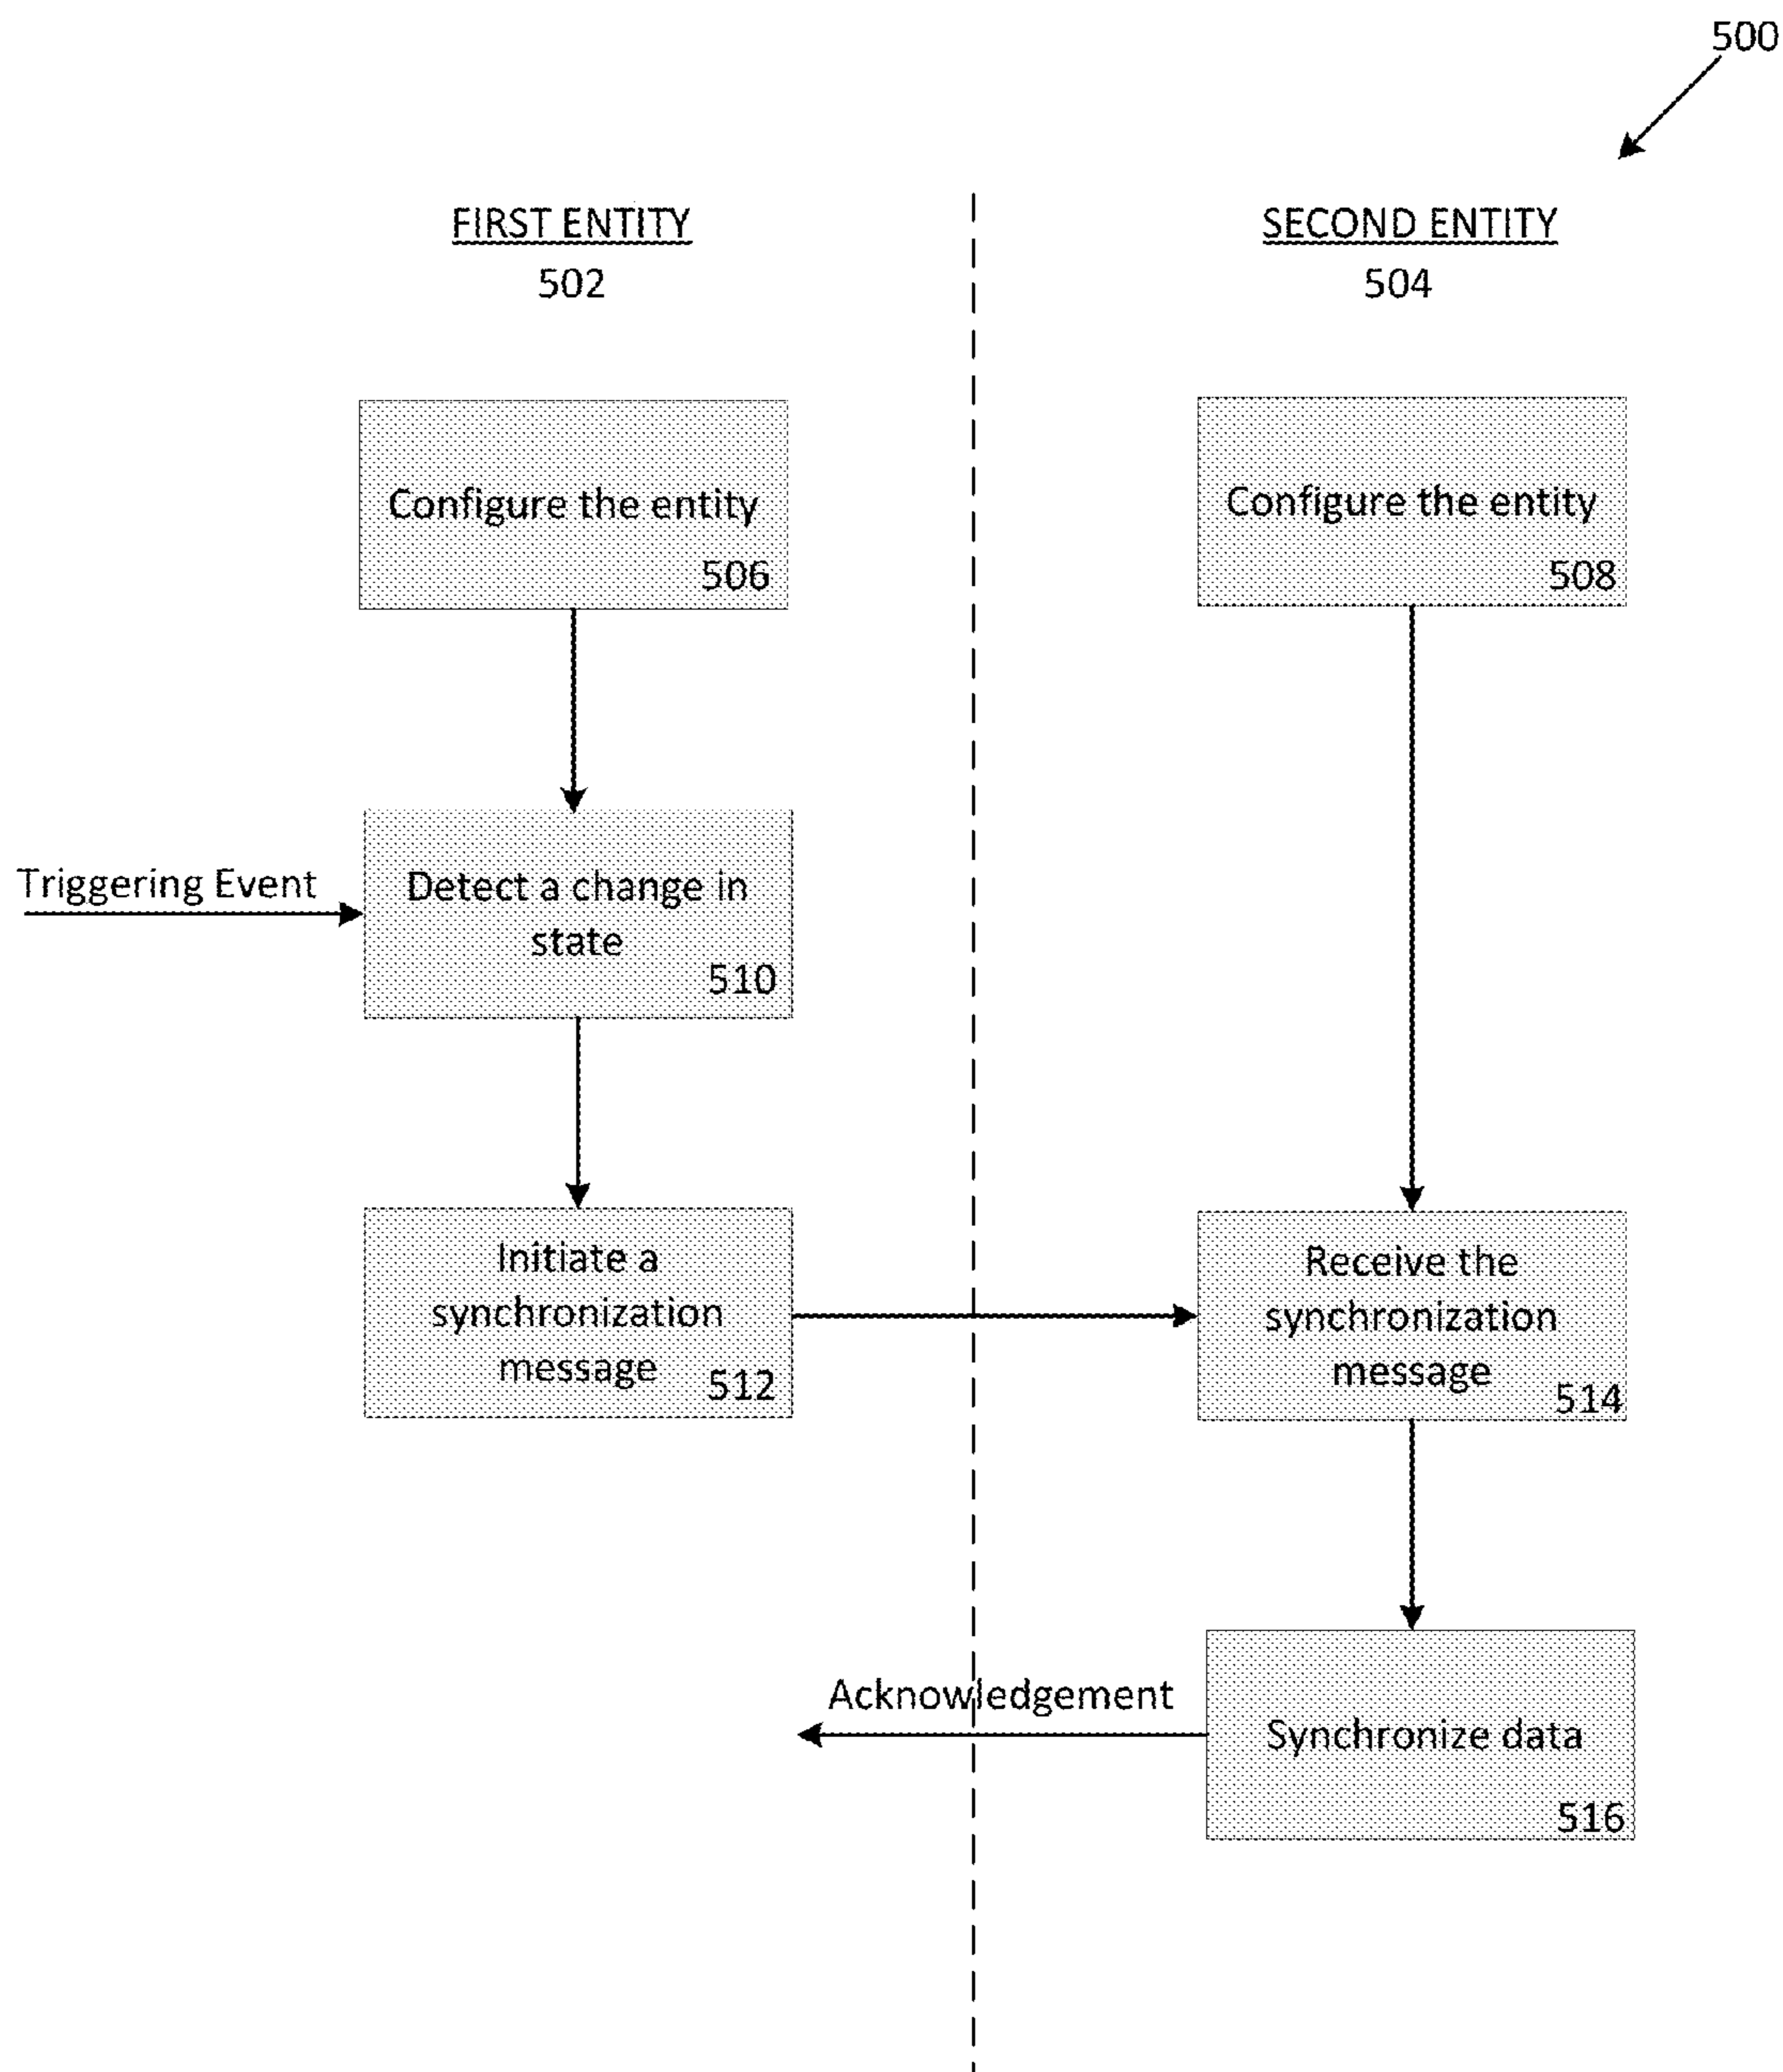 500
FIRST ENTITY
502
SECOND ENTITY
504
Configure the entity
506
Configure the entity
508
Triggering Event
Detect a change in
state
510
Initiate a
synchronization
message
512
Receive the
synchronization
message
514
Acknowledgement
Synchronize data
516